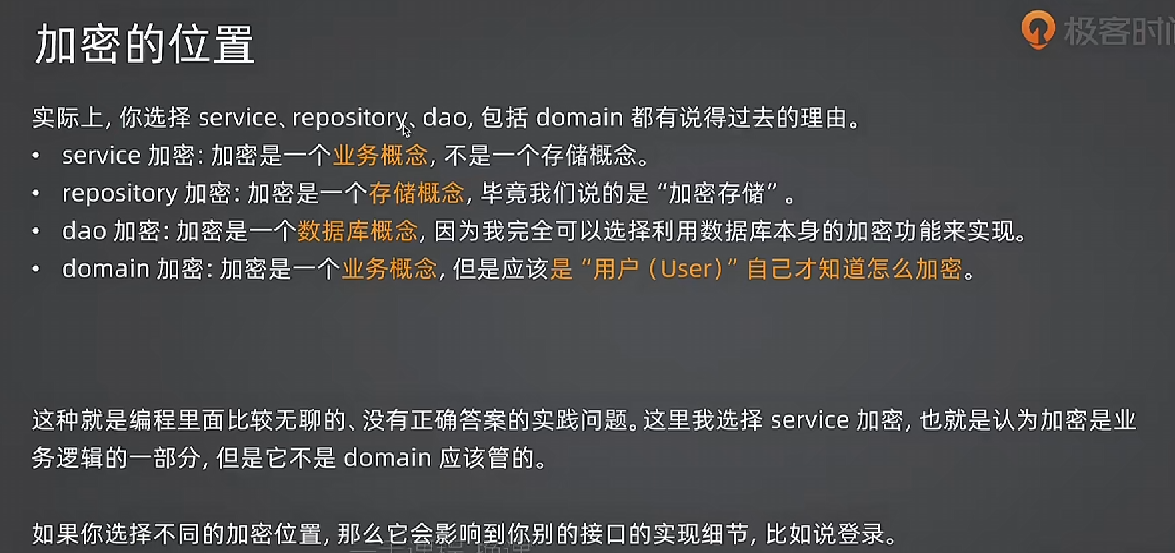 加密的位置
极客时间
实际上, 你选择 service、repository、dao, 包括 domain 都有说得过去的理由。
• service 加密: 加密是一个业务概念, 不是一个存储概念。
• repository 加密: 加密是一个存储概念, 毕竟我们说的是“加密存储”。
• dao 加密: 加密是一个数据库概念, 因为我完全可以选择利用数据库本身的加密功能来实现。
• domain 加密: 加密是一个业务概念, 但是应该是“用户（User）”自己才知道怎么加密。
这种就是编程里面比较无聊的、没有正确答案的实践问题。这里我选择 service 加密, 也就是认为加密是业
务逻辑的一部分, 但是它不是 domain 应该管的。
如果你选择不同的加密位置, 那么它会影响到你别的接口的实现细节, 比如说登录。